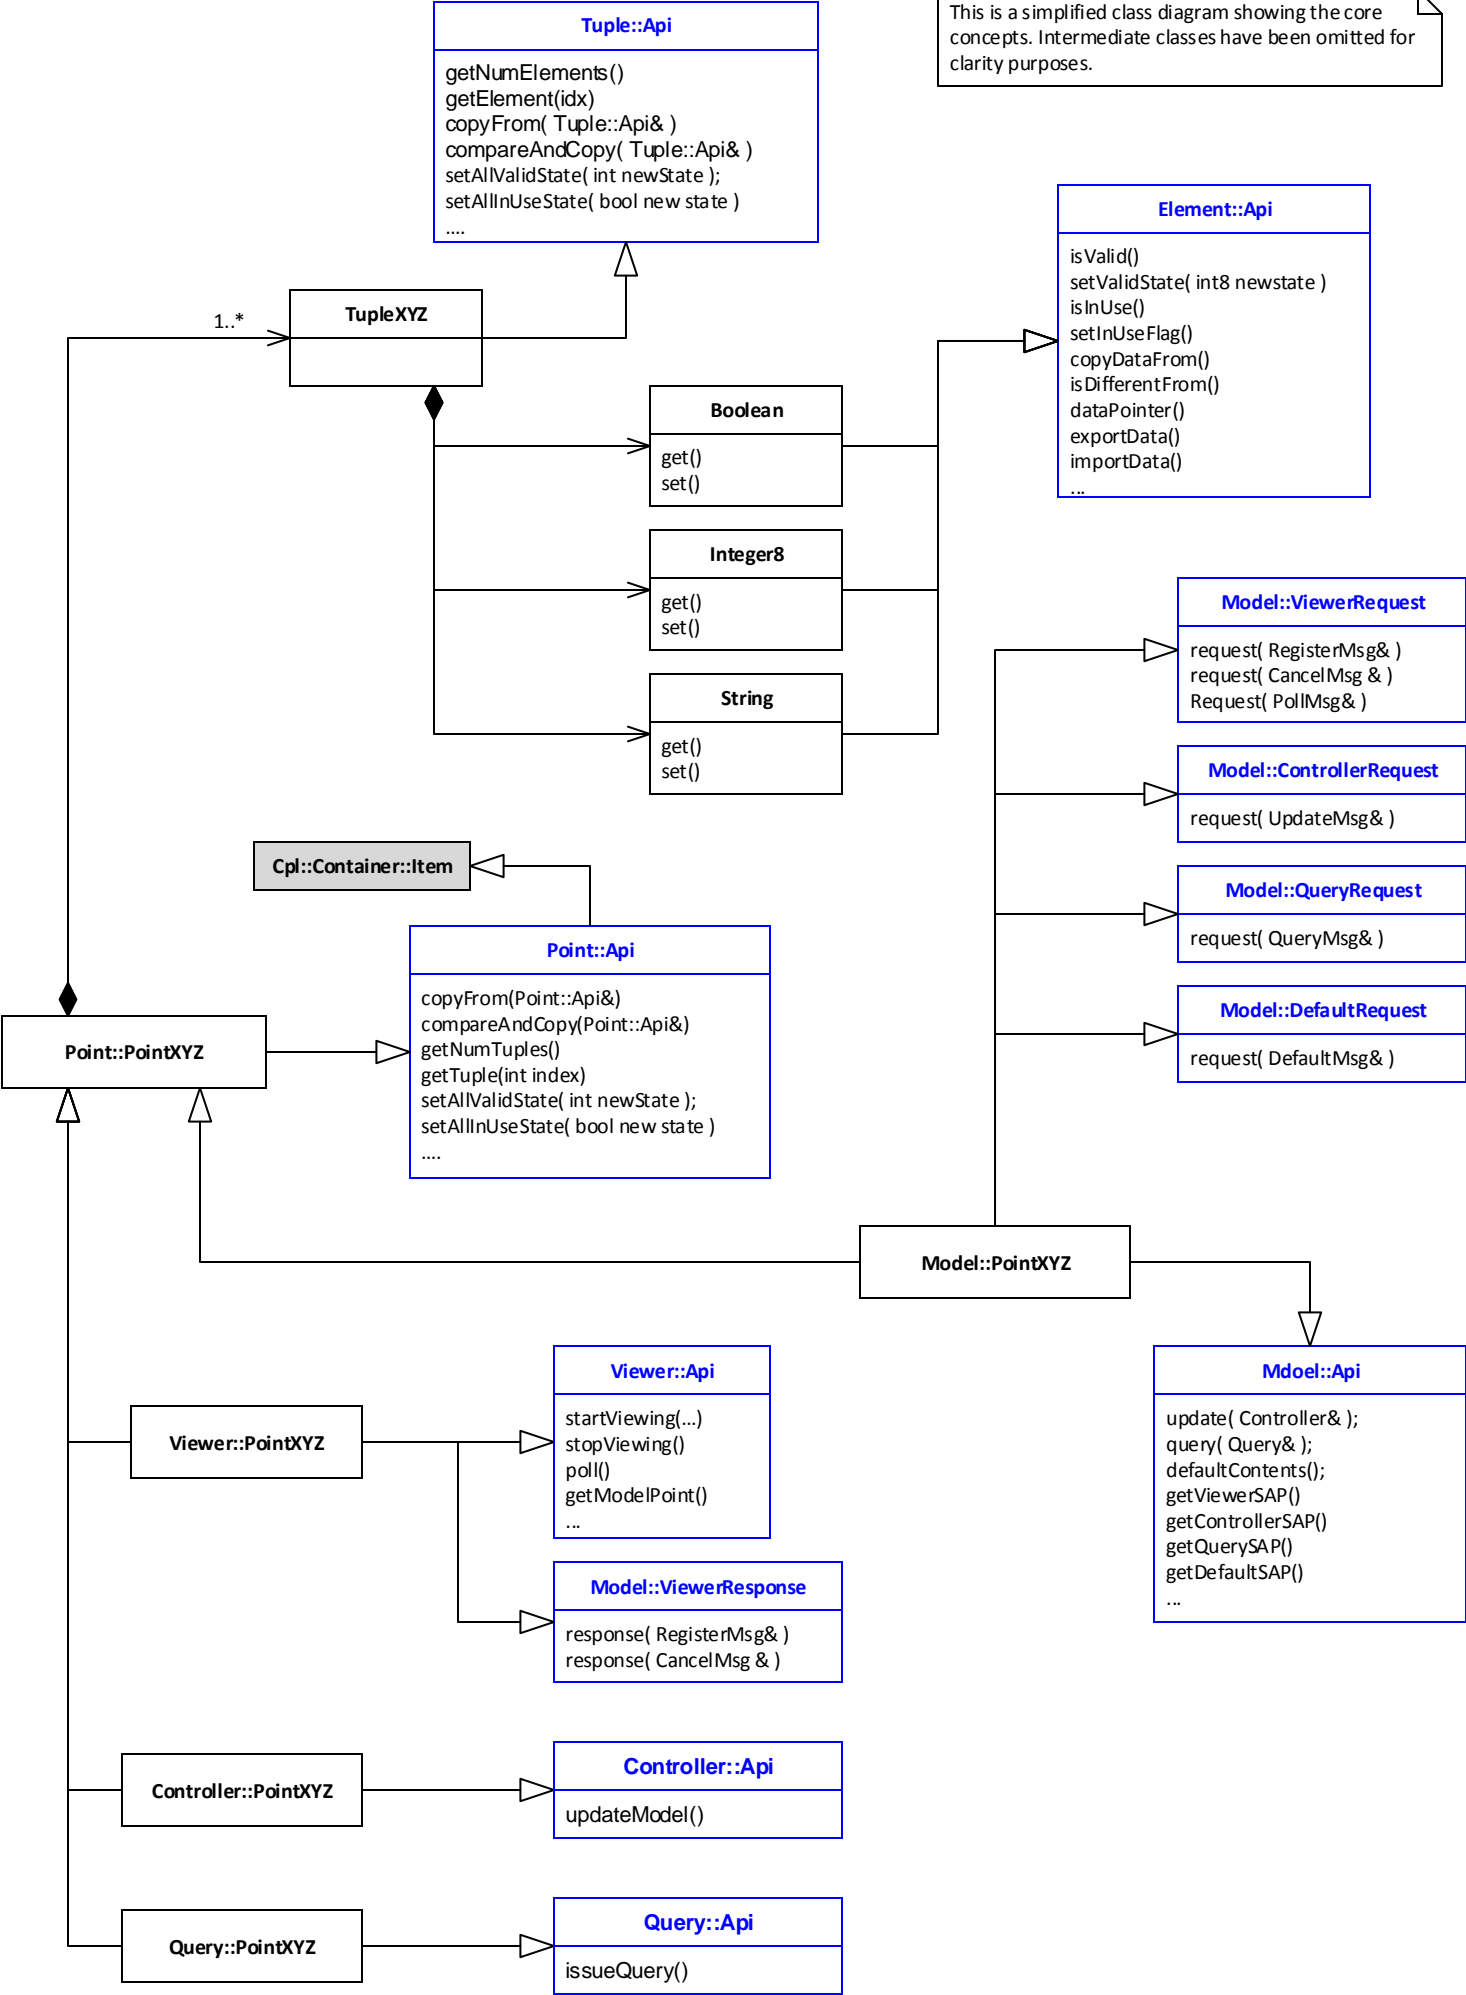 This is a simplified class diagram showing the core
concepts. Intermediate classes have been omitted for
clarity purposes.
Tuple::Api
getNumElements()
getElement(idx)
copyFrom( Tuple::Api& )
compareAndCopy( Tuple::Api& )
setAllValidState( int newState );
setAllInUseState( bool new state )
....
Element::Api
isValid()
setValidState( int8 newstate )
isInUse()
setInUseFlag()
copyDataFrom()
isDifferentFrom()
dataPointer()
exportData()
importData()
...
1..*
TupleXYZ
Boolean
get()
set()
Integer8
get()
set()
String
get()
set()
Model::ViewerRequest
request( RegisterMsg& )
request( CancelMsg & )
Request( PollMsg& )
Model::ControllerRequest
request( UpdateMsg& )
Model::QueryRequest
request( QueryMsg& )
Model::DefaultRequest
request( DefaultMsg& )
Cpl::Container::Item
Point::Api
copyFrom(Point::Api&)
compareAndCopy(Point::Api&)
getNumTuples()
getTuple(int index)
setAllValidState( int newState );
setAllInUseState( bool new state )
....
Point::PointXYZ
Model::PointXYZ
Mdoel::Api
update( Controller& );
query( Query& );
defaultContents();
getViewerSAP()
getControllerSAP()
getQuerySAP()
getDefaultSAP()
...
Viewer::PointXYZ
Viewer::Api
startViewing(...)
stopViewing()
poll()
getModelPoint()
...
Model::ViewerResponse
response( RegisterMsg& )
response( CancelMsg & )
Controller::PointXYZ
Controller::Api
updateModel()
Query::PointXYZ
Query::Api
issueQuery()